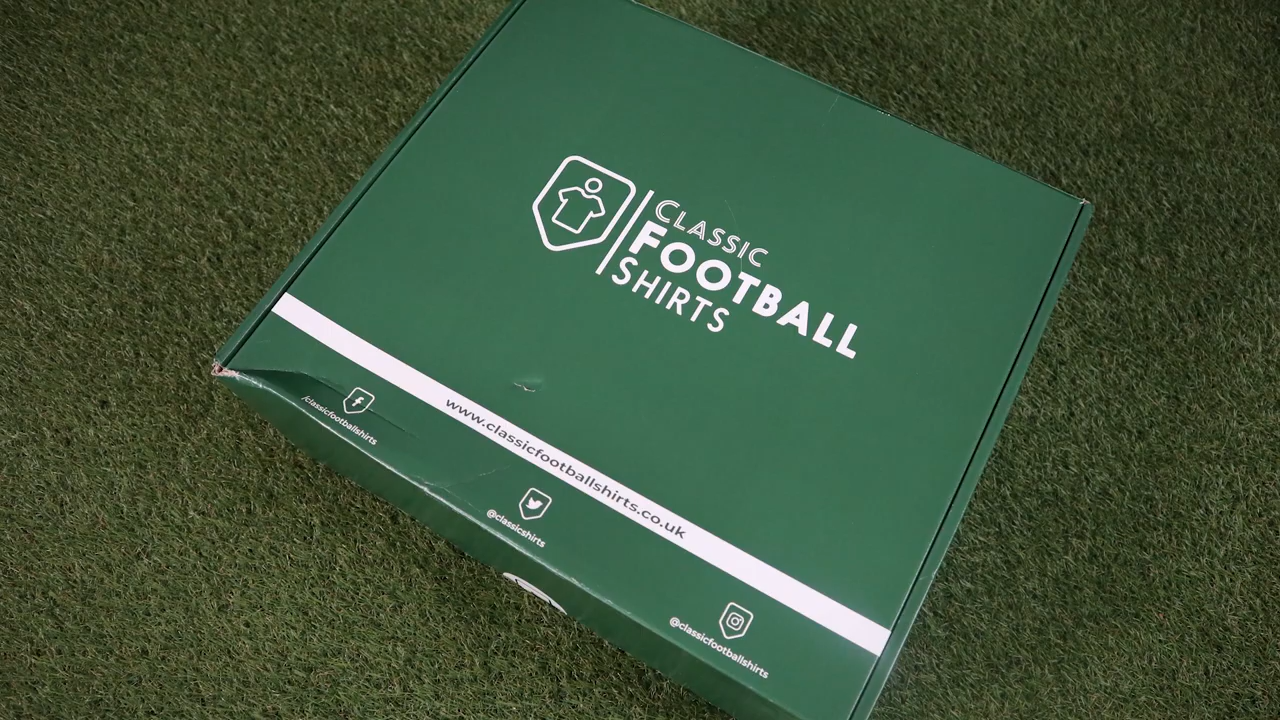 CLASSIC
FOOTBALL
SHIRTS
www.classicfootballshirts.co.uk
/classicfootballshirts
@classicshirts
@classicfootballshirts